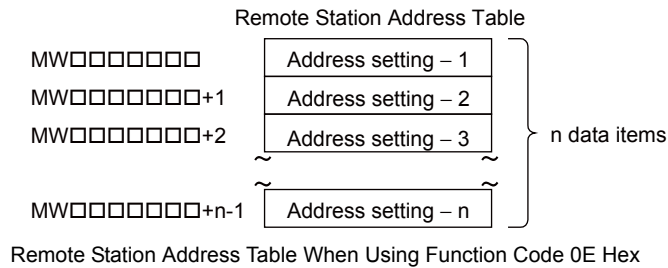 Remote Station Address Table
MW□□□□□□□ Address setting – 1
MW□□□□□□□+1 Address setting – 2
MW□□□□□□□+2 Address setting – 3
n data items
~ ~
~ ~
MW□□□□□□□+n-1 Address setting – n
Remote Station Address Table When Using Function Code 0E Hex